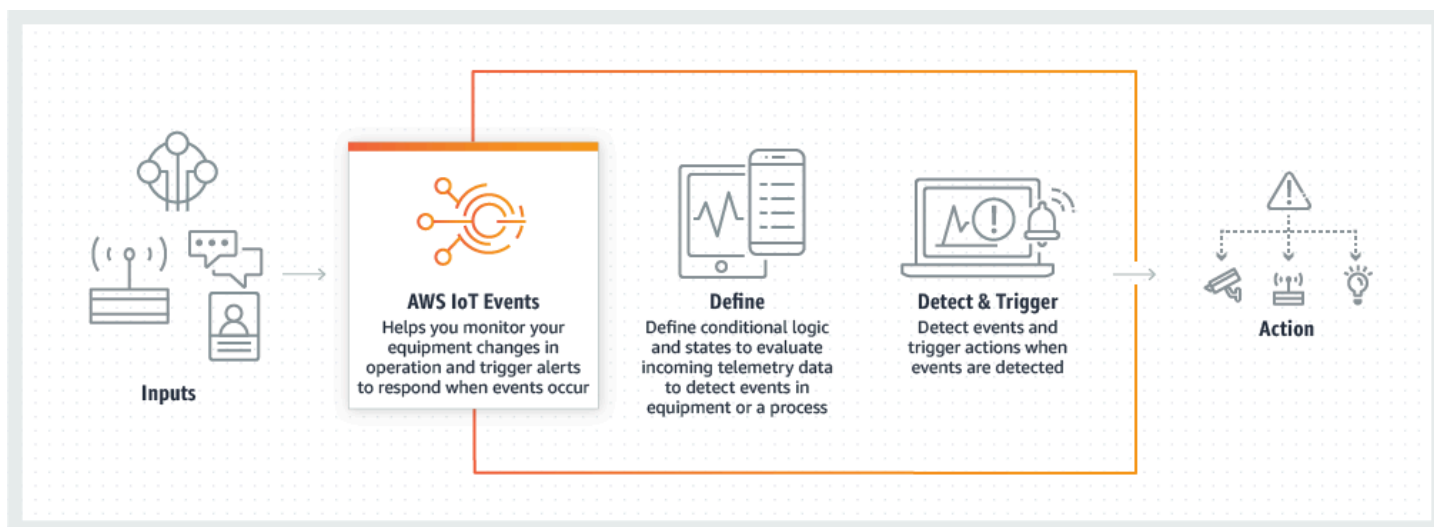 Inputs
AWS IoT Events
Helps you monitor your
equipment changes in
operation and trigger alerts
to respond when events occur
Define
Define conditional logic
and states to evaluate
incoming telemetry data
to detect events in
equipment or a process
Detect & Trigger
Detect events and
trigger actions when
events are detected
Action